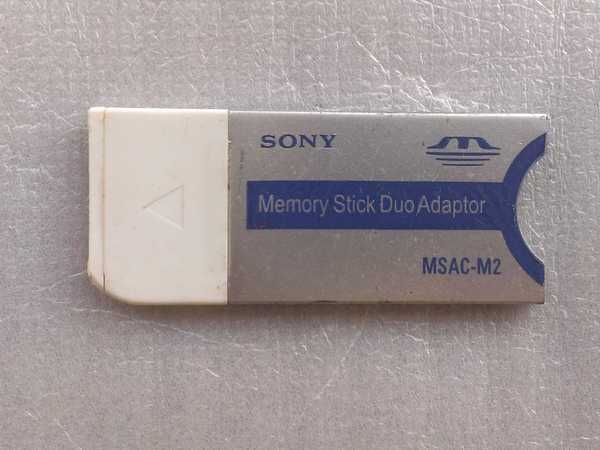 SONY
Memory Stick Duo Adaptor
MSAC-M2